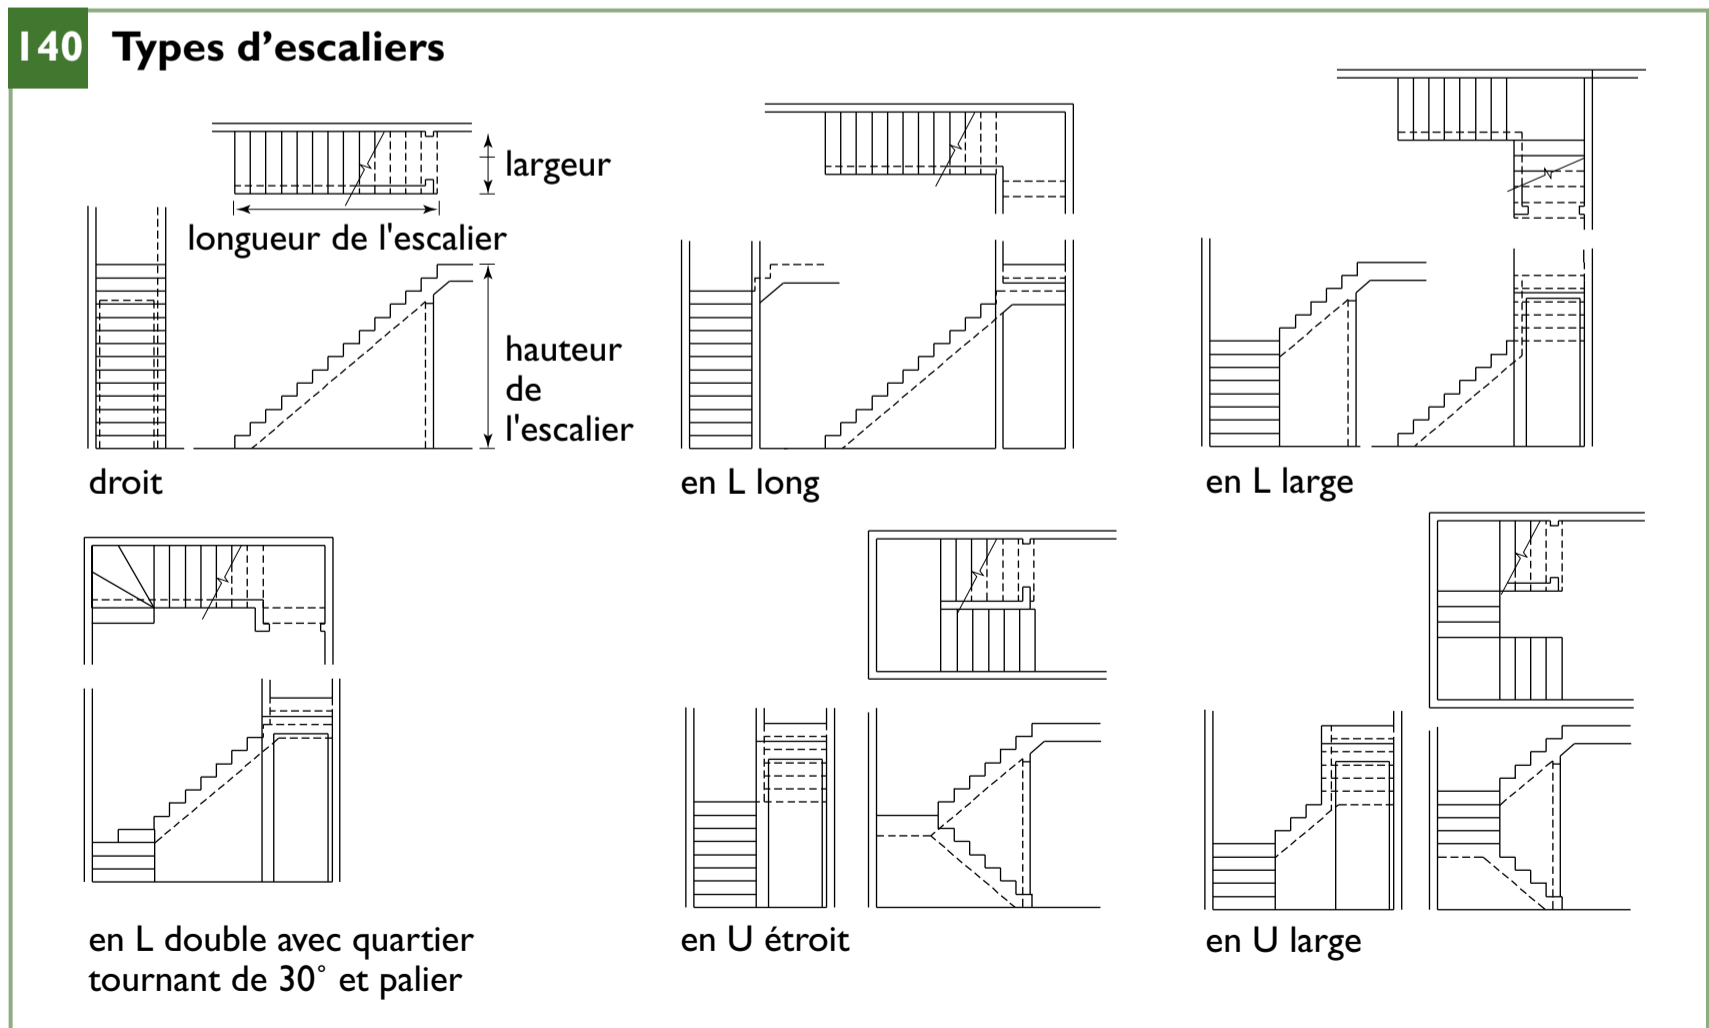 140 Types d’escaliers
largeur
longueur de l'escalier
hauteur
de
l'escalier
droit
en L long
en L large
en L double avec quartier
tournant de 30° et palier
en U étroit
en U large